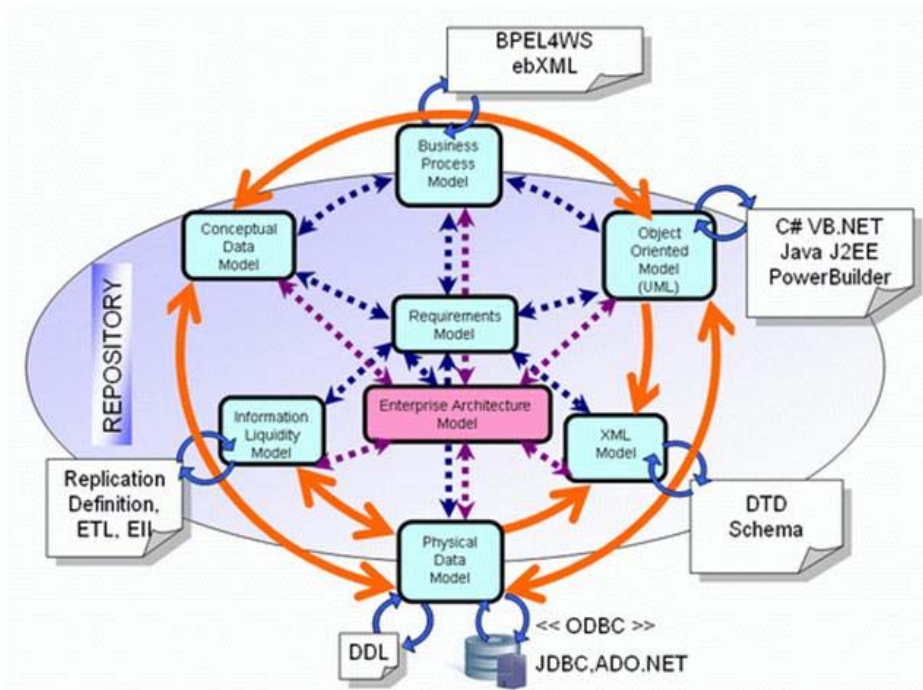 BPEL4WS
ebXML
Business
Process
Model
Conceptual
Data
Model
Object
Oriented
Model
(UML)
C# VB.NET
Java J2EE
PowerBuilder
REPOSITORY
Requirements
Model
Enterprise Architecture
Model
Information
Liquidity
Model
XML
Model
Replication
Definition,
ETL, EII
DTD
Schema
Physical
Data
Model
DDL
<< ODBC >>
JDBC,ADO.NET